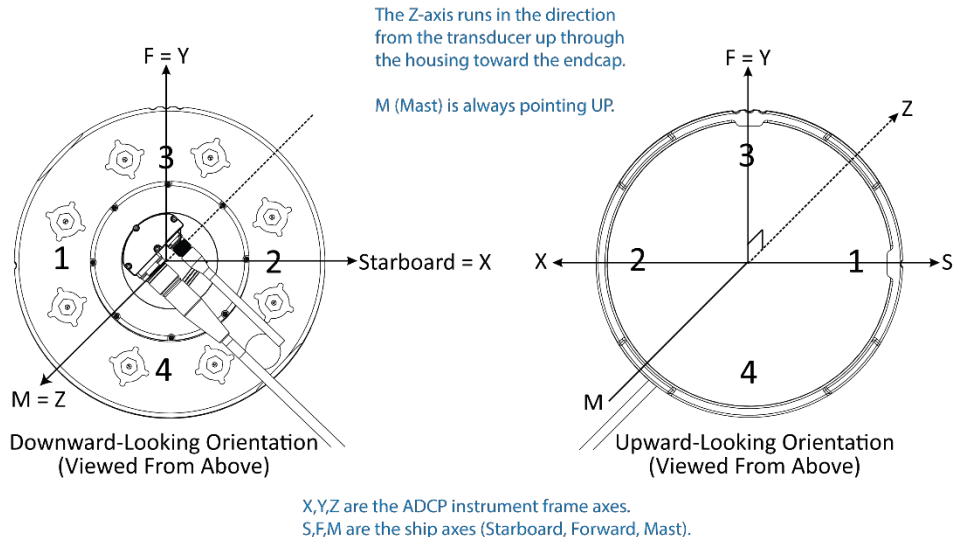 The Z-axis runs in the direction
from the transducer up through
the housing toward the endcap.
M (Mast) is always pointing UP.
F = Y
3
1
2
Starboard = X
4
M = Z
Downward-Looking Orientation
(Viewed From Above)
F = Y
Z
3
X
2
1
S
4
M
Upward-Looking Orientation
(Viewed From Above)
X,Y,Z are the ADCP instrument frame axes.
S,F,M are the ship axes (Starboard, Forward, Mast).